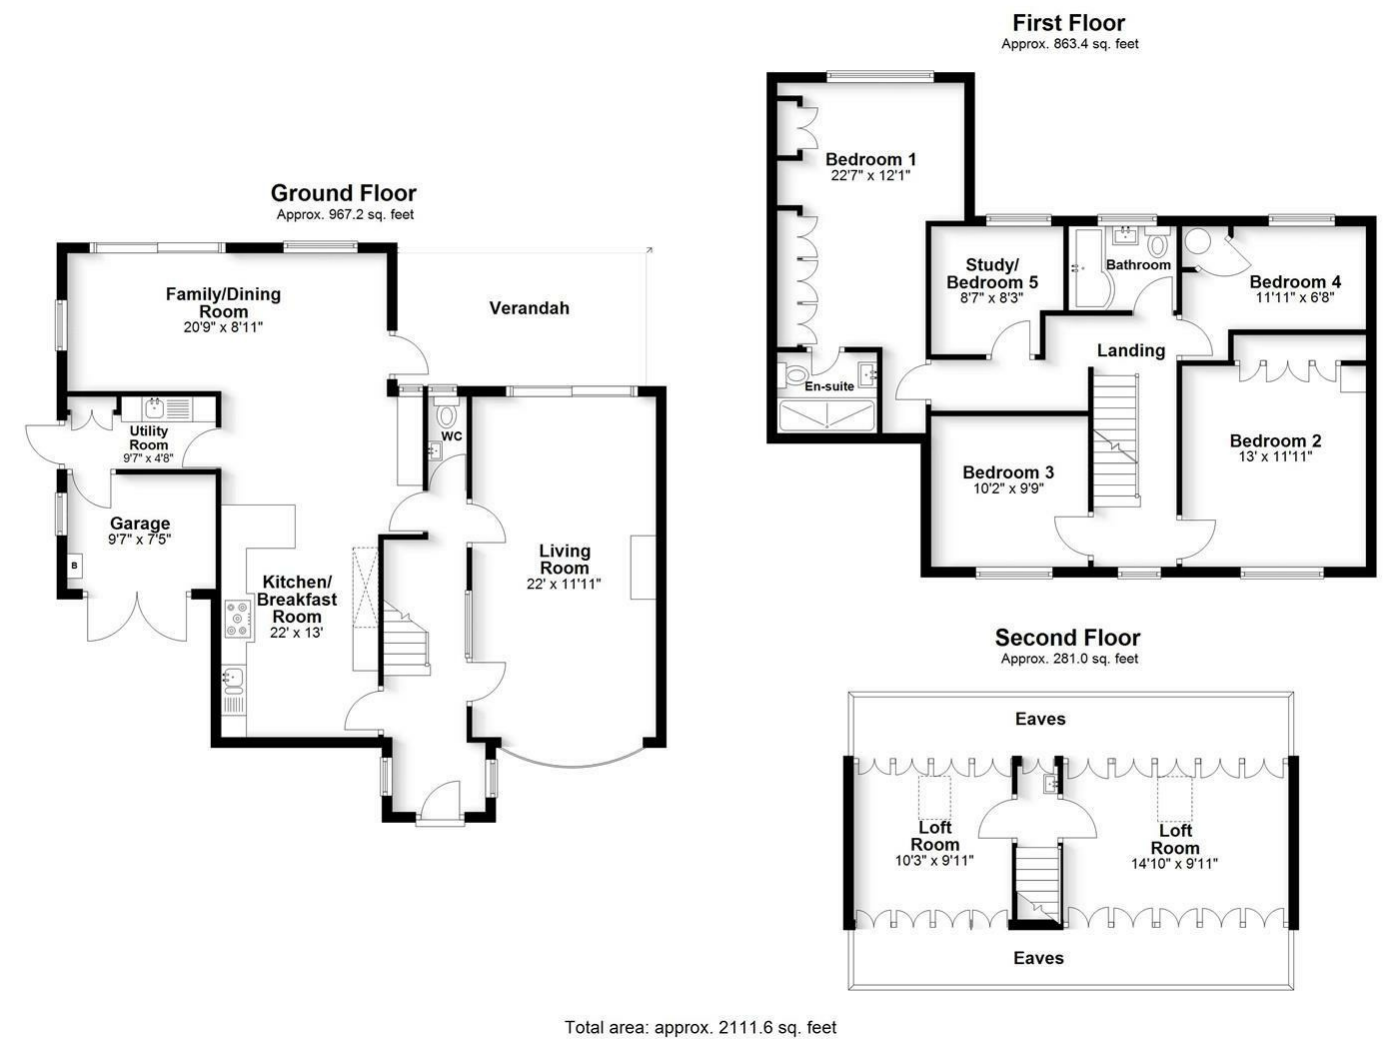 First Floor
Approx. 863.4 sq. feet
Bedroom 1
22'7" x 12'1"
Study/
Bedroom 5
8'7" x 8'3"
Bathroom
Bedroom 4
11'11" x 6'8"
Landing
En-suite
Bedroom 3
10'2" x 9'9"
Bedroom 2
13' x 11'11"
Ground Floor
Approx. 967.2 sq. feet
Family/Dining
Room
20'9" x 8'11"
Verandah
Utility
Room
9'7" x 4'8"
WC
Garage
9'7" x 7'5"
B
Kitchen/
Breakfast
Room
22' x 13'
Living
Room
22' x 11'11"
Second Floor
Approx. 281.0 sq. feet
Eaves
Loft
Room
10'3" x 9'11"
Loft
Room
14'10" x 9'11"
Eaves
Total area: approx. 2111.6 sq. feet